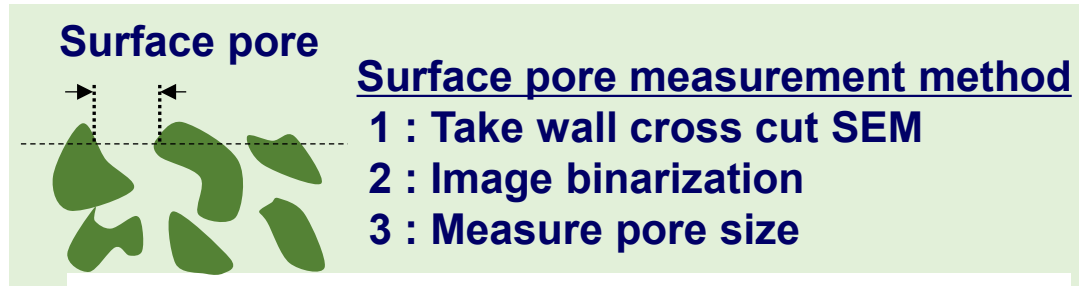 Surface pore
Surface pore measurement method
1 : Take wall cross cut SEM
2 : Image binarization
3 : Measure pore size